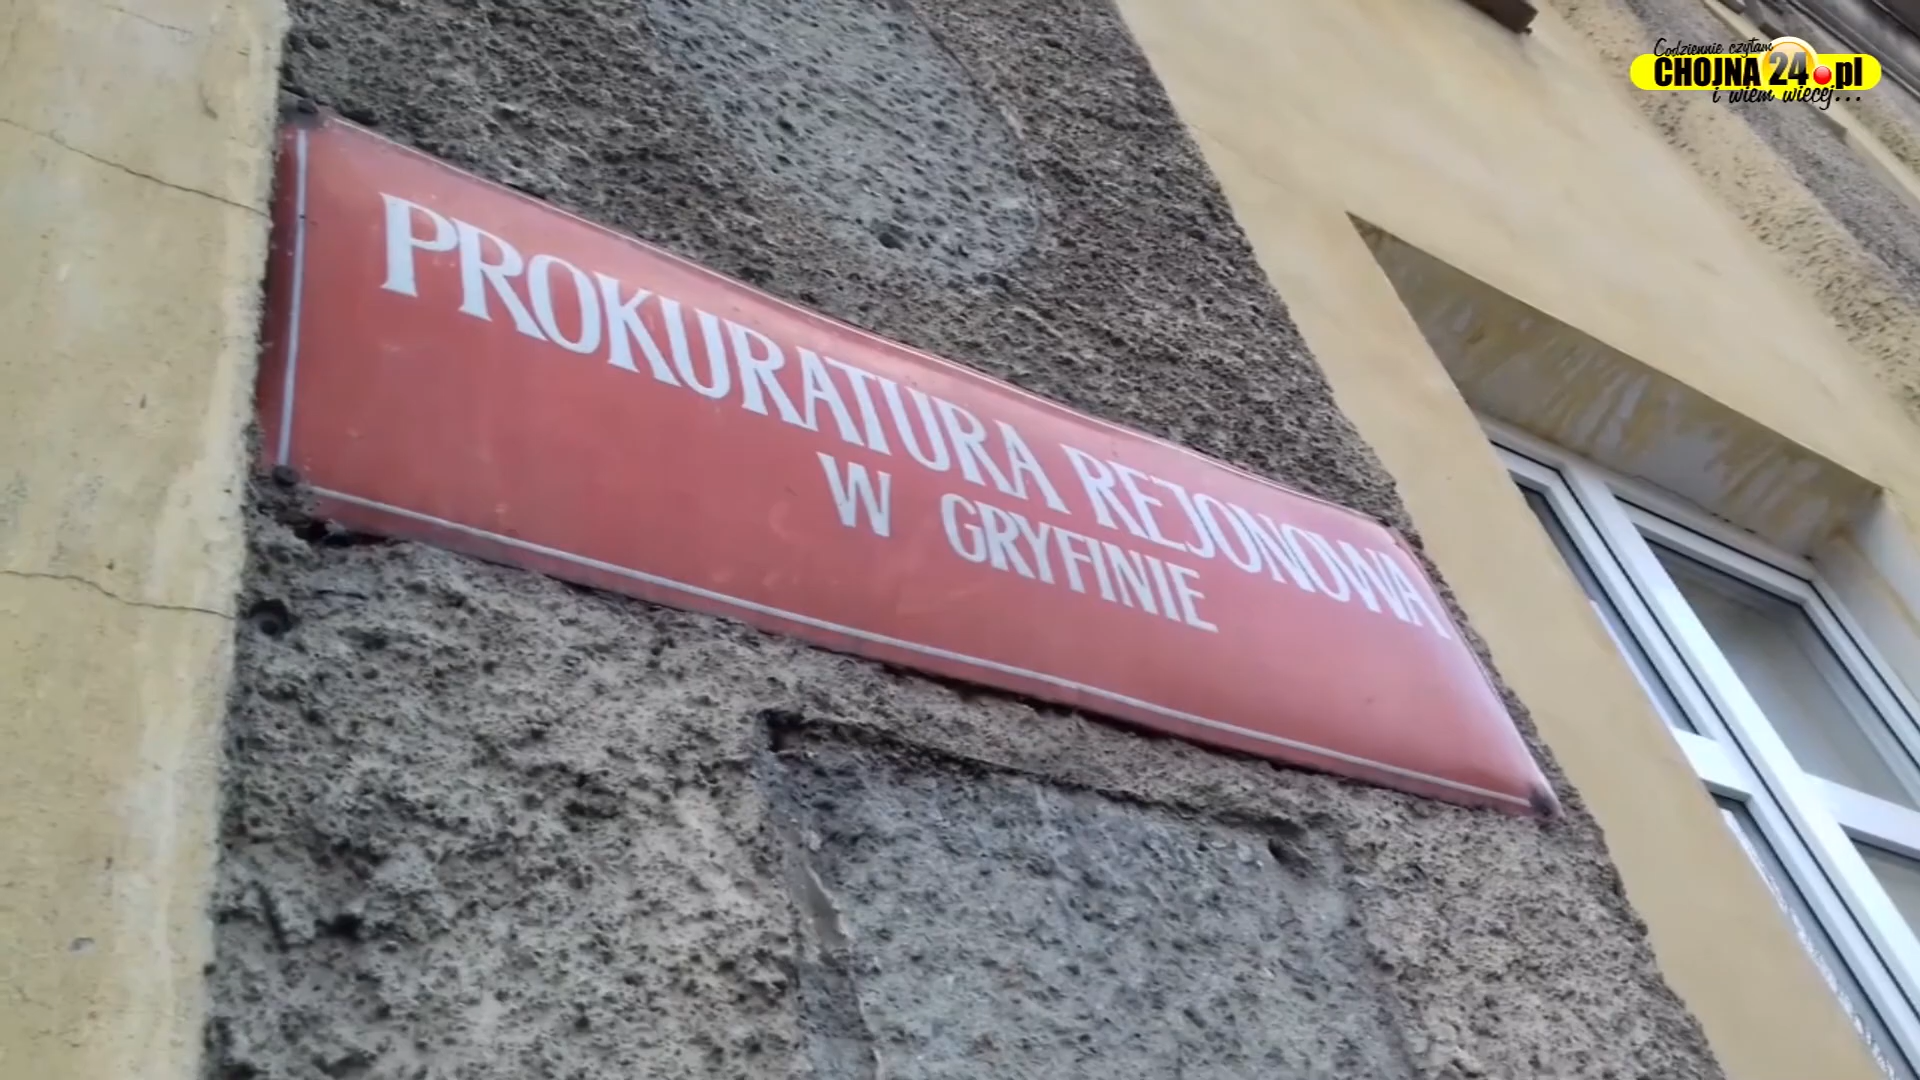 Codziennie czytam
CHOJNA 24.pl
i wiem więcej...
PROKURATURA REJONOWA
W GRYFINIE